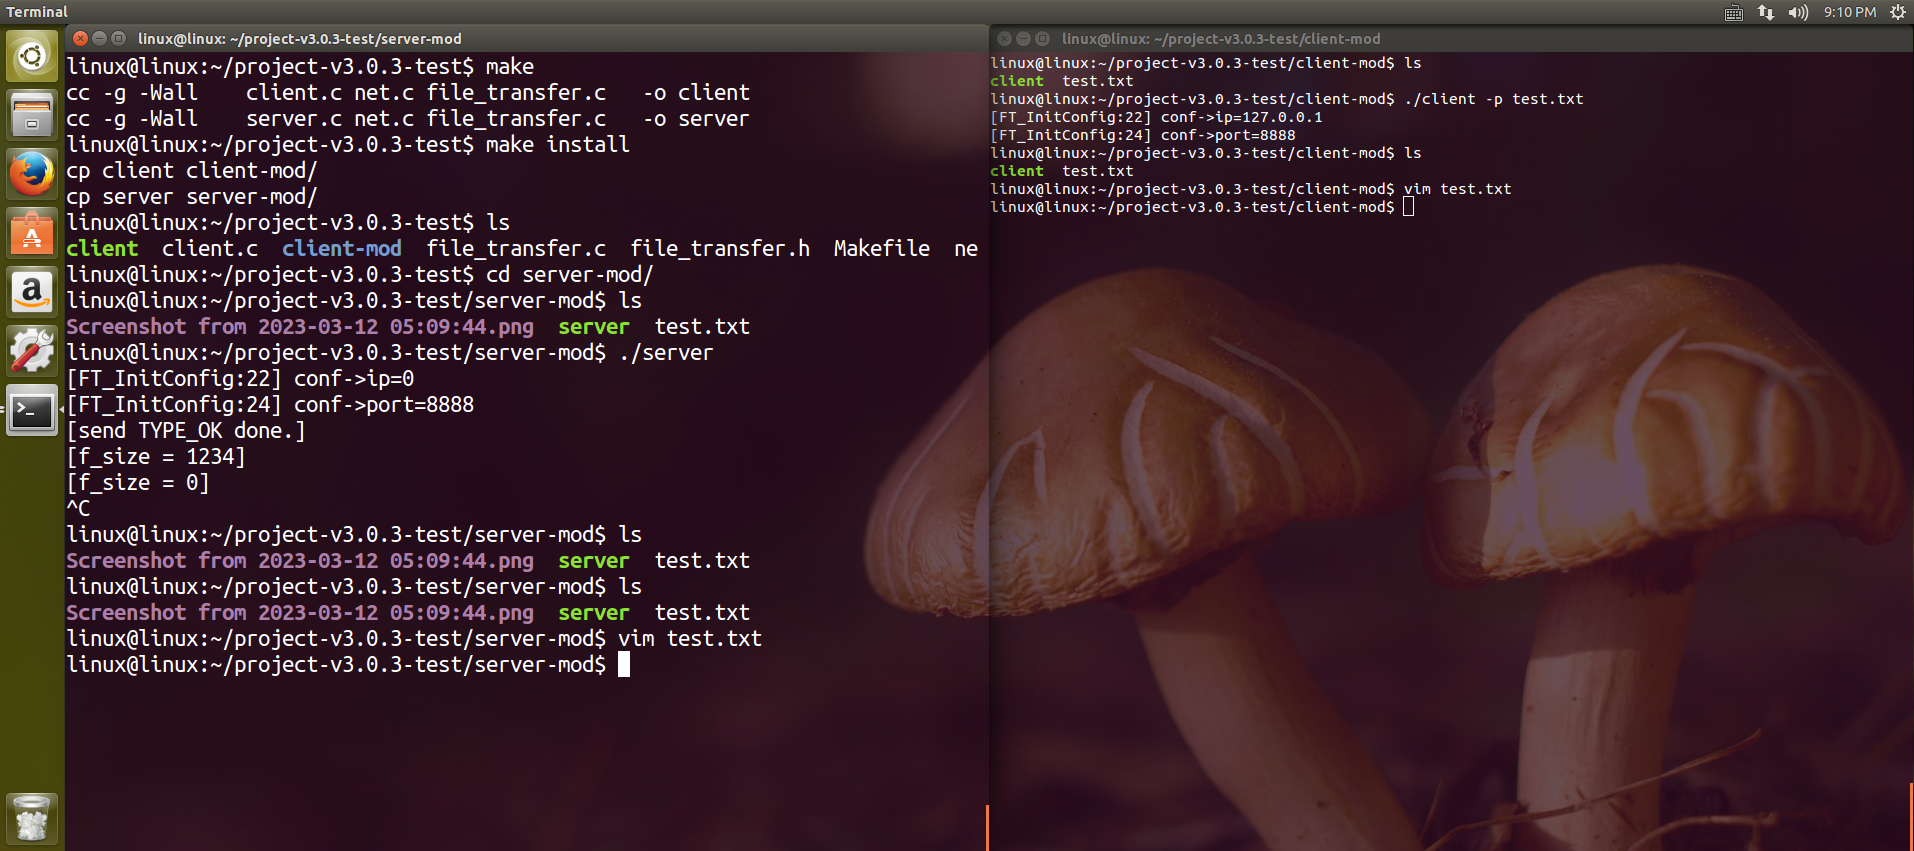 Terminal
9:10 PM
linux@linux: ~/project-v3.0.3-test/server-mod
linux@linux:~/project-v3.0.3-test$ make
cc -g -Wall    client.c net.c file_transfer.c   -o client
cc -g -Wall    server.c net.c file_transfer.c   -o server
linux@linux:~/project-v3.0.3-test$ make install
cp client client-mod/
cp server server-mod/
linux@linux:~/project-v3.0.3-test$ ls
client  client.c  client-mod  file_transfer.c  file_transfer.h  Makefile  ne
linux@linux:~/project-v3.0.3-test$ cd server-mod/
linux@linux:~/project-v3.0.3-test/server-mod$ ls
Screenshot from 2023-03-12 05:09:44.png  server  test.txt
linux@linux:~/project-v3.0.3-test/server-mod$ ./server
[FT_InitConfig:22] conf->ip=0
[FT_InitConfig:24] conf->port=8888
[send TYPE_OK done.]
[f_size = 1234]
[f_size = 0]
^C
linux@linux:~/project-v3.0.3-test/server-mod$ ls
Screenshot from 2023-03-12 05:09:44.png  server  test.txt
linux@linux:~/project-v3.0.3-test/server-mod$ ls
Screenshot from 2023-03-12 05:09:44.png  server  test.txt
linux@linux:~/project-v3.0.3-test/server-mod$ vim test.txt
linux@linux:~/project-v3.0.3-test/server-mod$
linux@linux: ~/project-v3.0.3-test/client-mod
linux@linux:~/project-v3.0.3-test/client-mod$ ls
client  test.txt
linux@linux:~/project-v3.0.3-test/client-mod$ ./client -p test.txt
[FT_InitConfig:22] conf->ip=127.0.0.1
[FT_InitConfig:24] conf->port=8888
linux@linux:~/project-v3.0.3-test/client-mod$ ls
client  test.txt
linux@linux:~/project-v3.0.3-test/client-mod$ vim test.txt
linux@linux:~/project-v3.0.3-test/client-mod$